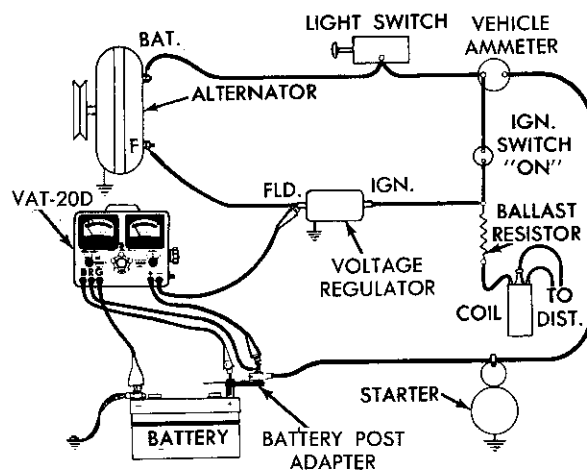 LIGHT SWITCH
VEHICLE
AMMETER
BAT.
ALTERNATOR
F
IGN.
SWITCH
"ON"
VAT-20D
FLD.
IGN.
BALLAST
RESISTOR
VOLTAGE
REGULATOR
BRG
+ -
COIL
TO
DIST.
STARTER
BATTERY
BATTERY POST
ADAPTER